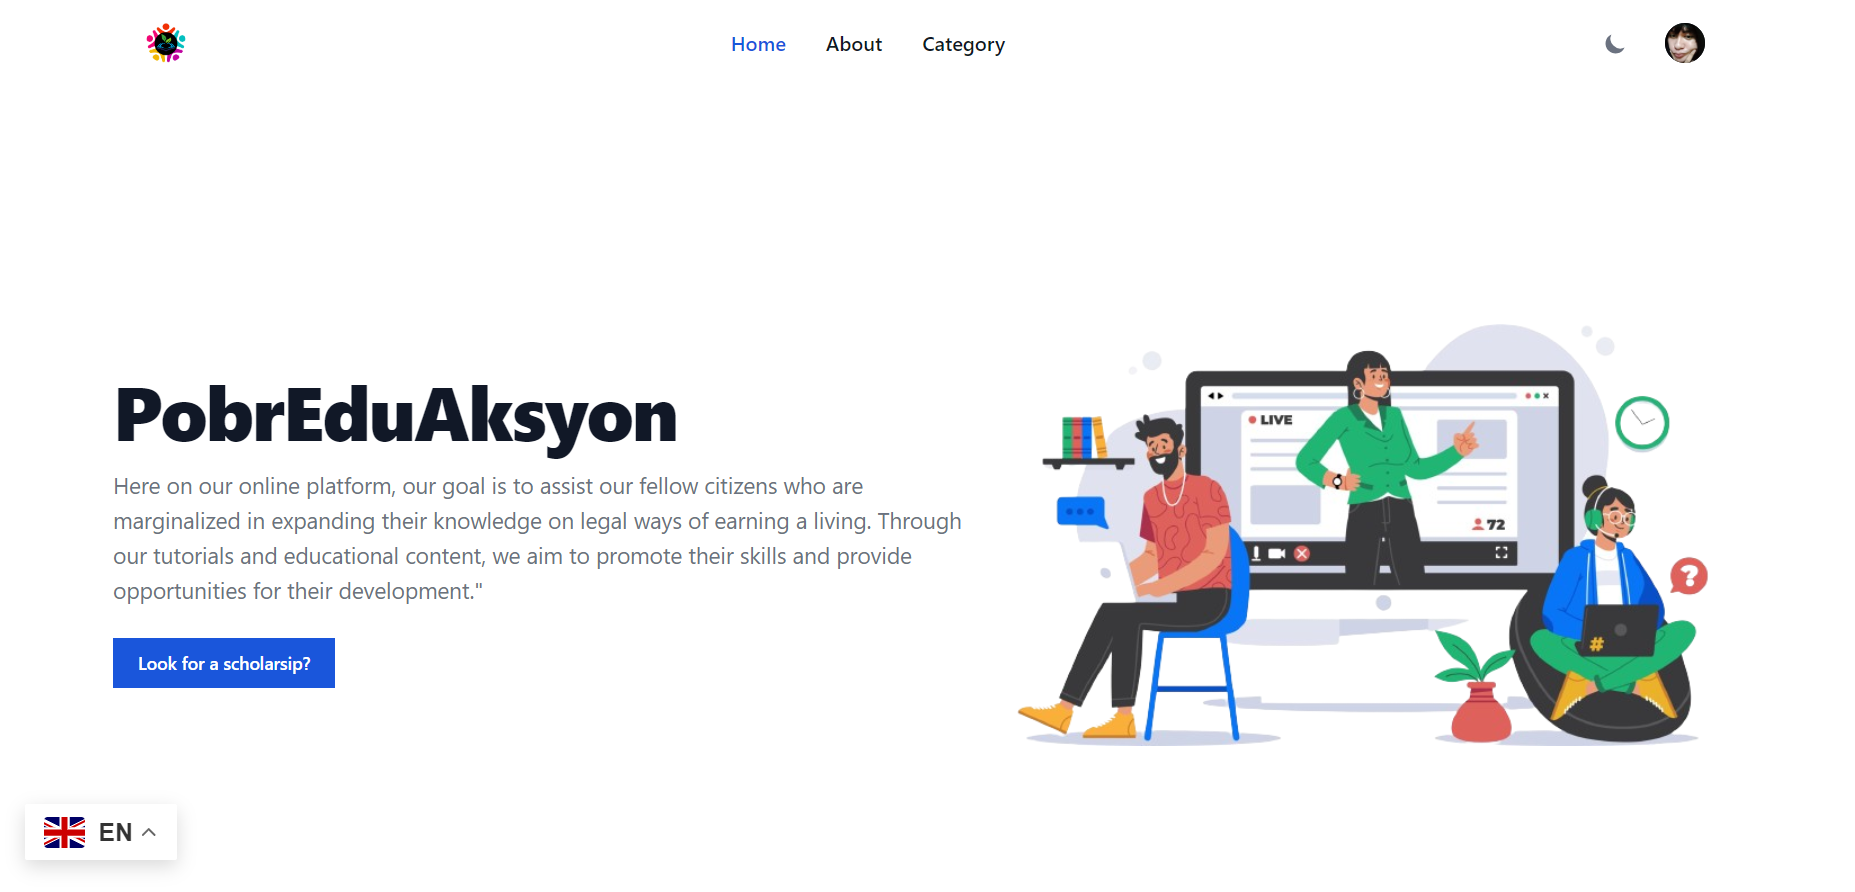 Home About Category
PobrEduAksyon
Here on our online platform, our goal is to assist our fellow citizens who are
marginalized in expanding their knowledge on legal ways of earning a living. Through
our tutorials and educational content, we aim to promote their skills and provide
opportunities for their development."
Look for a scholarsip?
LIVE
72
?
#
EN